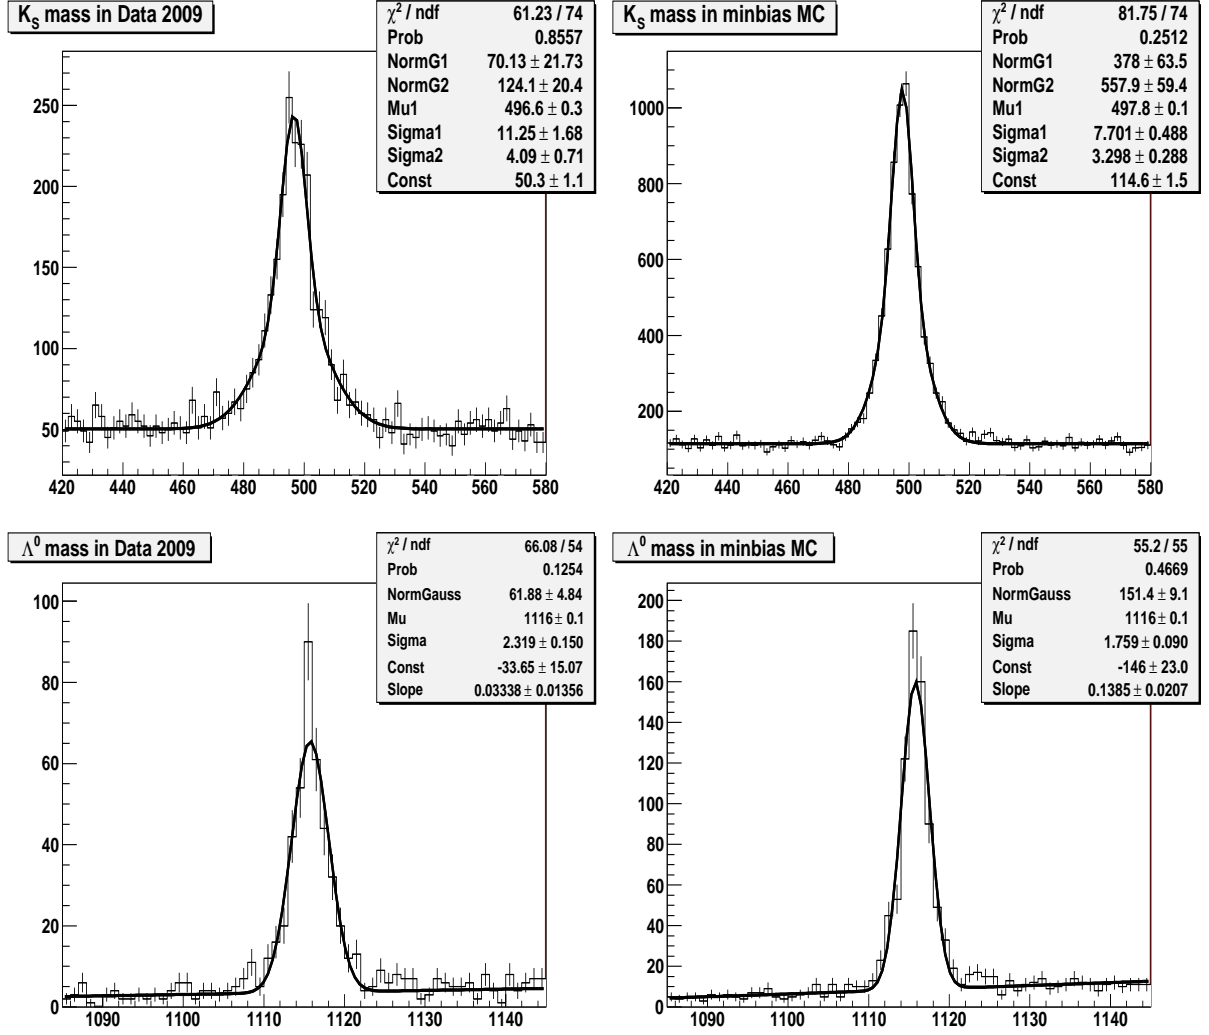 K_S mass in Data 2009
χ² / ndf 61.23 / 74
Prob 0.8557
NormG1 70.13 ± 21.73
NormG2 124.1 ± 20.4
Mu1 496.6 ± 0.3
Sigma1 11.25 ± 1.68
Sigma2 4.09 ± 0.71
Const 50.3 ± 1.1
250
200
150
100
50
420 440 460 480 500 520 540 560 580
K_S mass in minbias MC
χ² / ndf 81.75 / 74
Prob 0.2512
NormG1 378 ± 63.5
NormG2 557.9 ± 59.4
Mu1 497.8 ± 0.1
Sigma1 7.701 ± 0.488
Sigma2 3.298 ± 0.288
Const 114.6 ± 1.5
1000
800
600
400
200
420 440 460 480 500 520 540 560 580
Λ⁰ mass in Data 2009
χ² / ndf 66.08 / 54
Prob 0.1254
NormGauss 61.88 ± 4.84
Mu 1116 ± 0.1
Sigma 2.319 ± 0.150
Const -33.65 ± 15.07
Slope 0.03338 ± 0.01356
100
80
60
40
20
0
1090 1100 1110 1120 1130 1140
Λ⁰ mass in minbias MC
χ² / ndf 55.2 / 55
Prob 0.4669
NormGauss 151.4 ± 9.1
Mu 1116 ± 0.1
Sigma 1.759 ± 0.090
Const -146 ± 23.0
Slope 0.1385 ± 0.0207
200
180
160
140
120
100
80
60
40
20
0
1090 1100 1110 1120 1130 1140